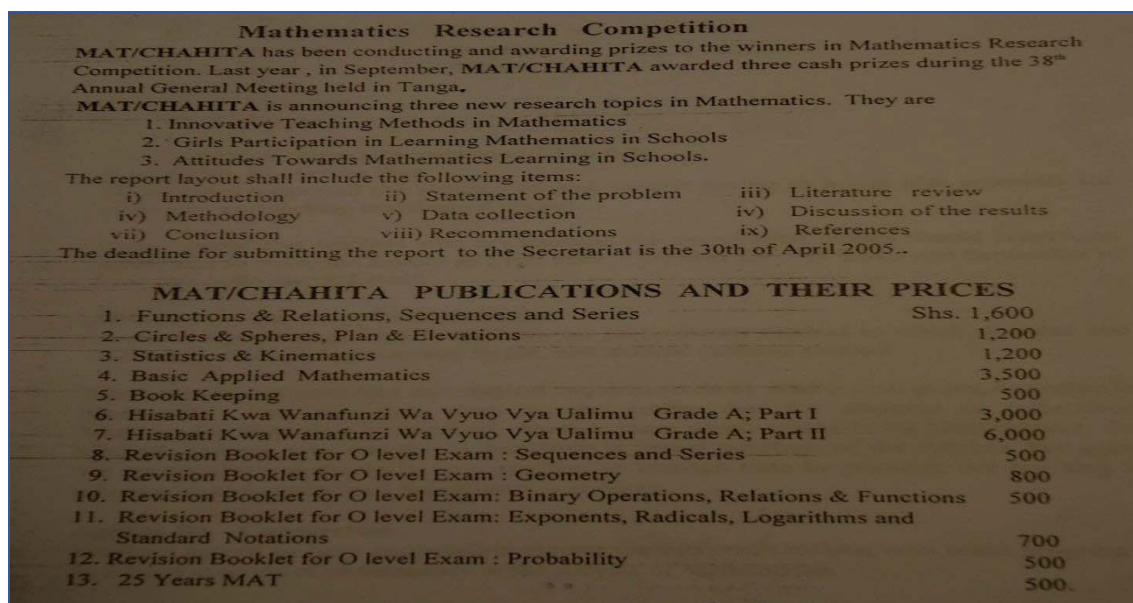 Mathematics Research Competition
MAT/CHAHITA has been conducting and awarding prizes to the winners in Mathematics Research
Competition. Last year , in September, MAT/CHAHITA awarded three cash prizes during the 38th
Annual General Meeting held in Tanga.
MAT/CHAHITA is announcing three new research topics in Mathematics. They are
1. Innovative Teaching Methods in Mathematics
2. Girls Participation in Learning Mathematics in Schools
3. Attitudes Towards Mathematics Learning in Schools.
The report layout shall include the following items:
i) Introduction ii) Statement of the problem iii) Literature review
iv) Methodology v) Data collection iv) Discussion of the results
vii) Conclusion viii) Recommendations ix) References
The deadline for submitting the report to the Secretariat is the 30th of April 2005..
MAT/CHAHITA PUBLICATIONS AND THEIR PRICES
1. Functions & Relations, Sequences and Series Shs. 1,600
2. Circles & Spheres, Plan & Elevations 1,200
3. Statistics & Kinematics 1,200
4. Basic Applied Mathematics 3,500
5. Book Keeping 500
6. Hisabati Kwa Wanafunzi Wa Vyuo Vya Ualimu Grade A; Part I 3,000
7. Hisabati Kwa Wanafunzi Wa Vyuo Vya Ualimu Grade A; Part II 6,000
8. Revision Booklet for O level Exam : Sequences and Series 500
9. Revision Booklet for O level Exam : Geometry 800
10. Revision Booklet for O level Exam: Binary Operations, Relations & Functions 500
11. Revision Booklet for O level Exam: Exponents, Radicals, Logarithms and
Standard Notations 700
12. Revision Booklet for O level Exam : Probability 500
13. 25 Years MAT 500.